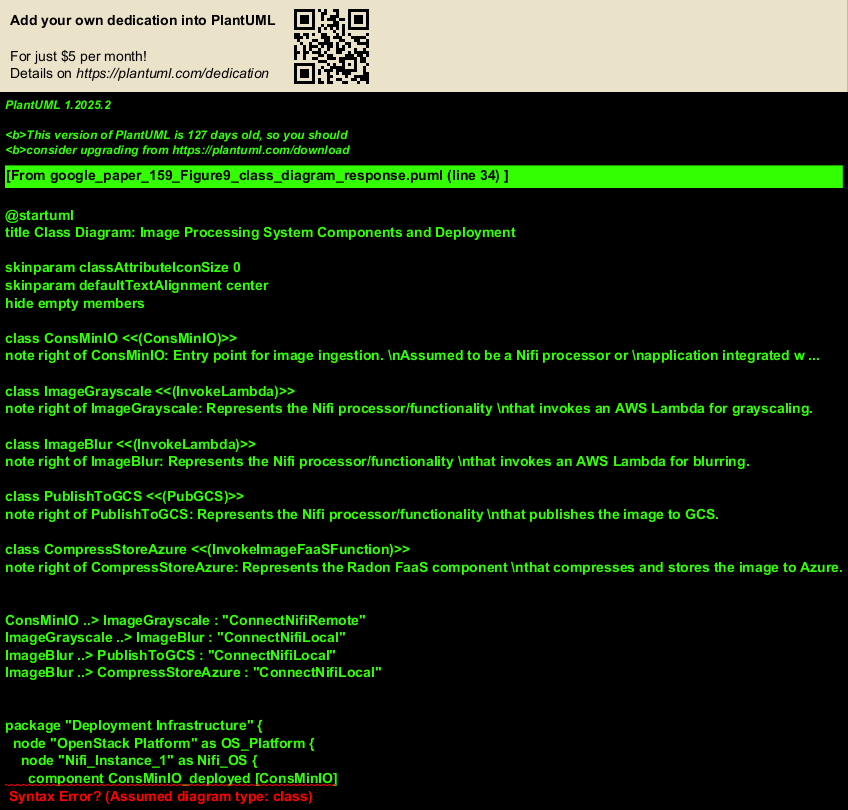 Add your own dedication into PlantUML
For just $5 per month!
Details on https://plantuml.com/dedication
PlantUML 1.2025.2
<b>This version of PlantUML is 127 days old, so you should
<b>consider upgrading from https://plantuml.com/download
[From google_paper_159_Figure9_class_diagram_response.puml (line 34) ]
@startuml
title Class Diagram: Image Processing System Components and Deployment
skinparam classAttributeIconSize 0
skinparam defaultTextAlignment center
hide empty members
class ConsMinIO <<(ConsMinIO)>>
note right of ConsMinIO: Entry point for image ingestion. \nAssumed to be a Nifi processor or \napplication integrated w ...
class ImageGrayscale <<(InvokeLambda)>>
note right of ImageGrayscale: Represents the Nifi processor/functionality \nthat invokes an AWS Lambda for grayscaling.
class ImageBlur <<(InvokeLambda)>>
note right of ImageBlur: Represents the Nifi processor/functionality \nthat invokes an AWS Lambda for blurring.
class PublishToGCS <<(PubGCS)>>
note right of PublishToGCS: Represents the Nifi processor/functionality \nthat publishes the image to GCS.
class CompressStoreAzure <<(InvokeImageFaaSFunction)>>
note right of CompressStoreAzure: Represents the Radon FaaS component \nthat compresses and stores the image to Azure.
ConsMinIO ..> ImageGrayscale : "ConnectNifiRemote"
ImageGrayscale ..> ImageBlur : "ConnectNifiLocal"
ImageBlur ..> PublishToGCS : "ConnectNifiLocal"
ImageBlur ..> CompressStoreAzure : "ConnectNifiLocal"
package "Deployment Infrastructure" {
node "OpenStack Platform" as OS_Platform {
node "Nifi_Instance_1" as Nifi_OS {
component ConsMinIO_deployed [ConsMinIO]
Syntax Error? (Assumed diagram type: class)